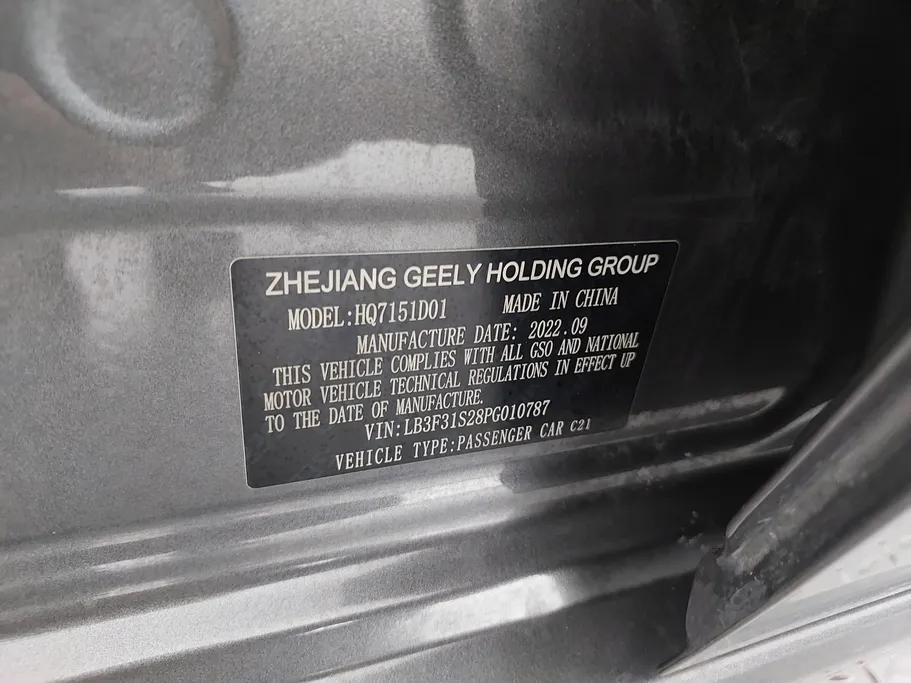 ZHEJIANG GEELY HOLDING GROUP
MODEL:HQ7151D01 MADE IN CHINA
MANUFACTURE DATE: 2022.09
THIS VEHICLE COMPLIES WITH ALL GSO AND NATIONAL
MOTOR VEHICLE TECHNICAL REGULATIONS IN EFFECT UP
TO THE DATE OF MANUFACTURE.
VIN:LB3F31S28PG010787
VEHICLE TYPE:PASSENGER CAR C21